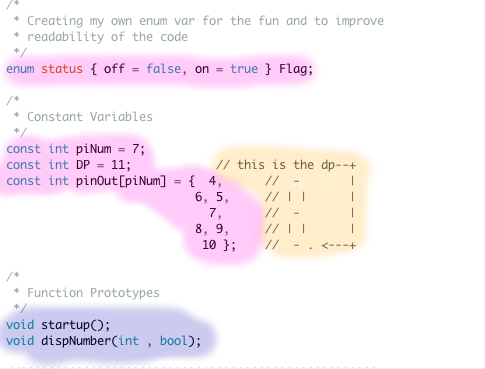 /*
 * Creating my own enum var for the fun and to improve
 * readability of the code
 */
enum status { off = false, on = true } Flag;
/*
 * Constant Variables
 */
const int piNum = 7;
const int DP = 11;            // this is the dp--+
const int pinOut[piNum] = {  4,      //  -       |
                           6, 5,     // | |      |
                             7,      //  -       |
                           8, 9,     // | |      |
                            10 };    //  - . <---+
/*
 * Function Prototypes
 */
void startup();
void dispNumber(int , bool);